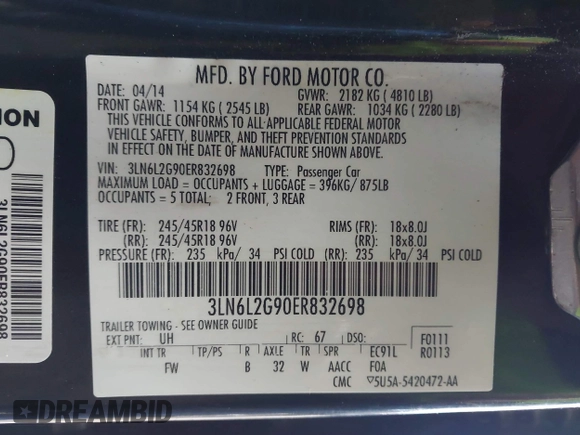 MFD. BY FORD MOTOR CO.
DATE: 04/14 GVWR: 2182 KG ( 4810 LB)
FRONT GAWR: 1154 KG ( 2545 LB) REAR GAWR: 1034 KG ( 2280 LB)
THIS VEHICLE CONFORMS TO ALL APPLICABLE FEDERAL MOTOR
VEHICLE SAFETY, BUMPER, AND THEFT PREVENTION STANDARDS
IN EFFECT ON THE DATE OF MANUFACTURE SHOWN ABOVE.
VIN: 3LN6L2G90ER832698 TYPE: Passenger Car
MAXIMUM LOAD = OCCUPANTS + LUGGAGE = 396KG/ 875LB
OCCUPANTS = 5 TOTAL; 2 FRONT, 3 REAR
TIRE (FR): 245/45R18 96V RIMS (FR): 18x8.0J
(RR): 245/45R18 96V (RR): 18x8.0J
PRESSURE (FR): 235 kPa/ 34 PSI COLD (RR): 235 kPa/ 34 PSI COLD
3LN6L2G90ER832698
TRAILER TOWING - SEE OWNER GUIDE
EXT PNT: UH RC: 67 DSO: F0111
INT TR TP/PS R AXLE TR SPR EC91L R0113
FW B 32 W AACC FOA
CMC 5U5A-5420472-AA
ION
3LN6L2G90ER832698
DREAMBID